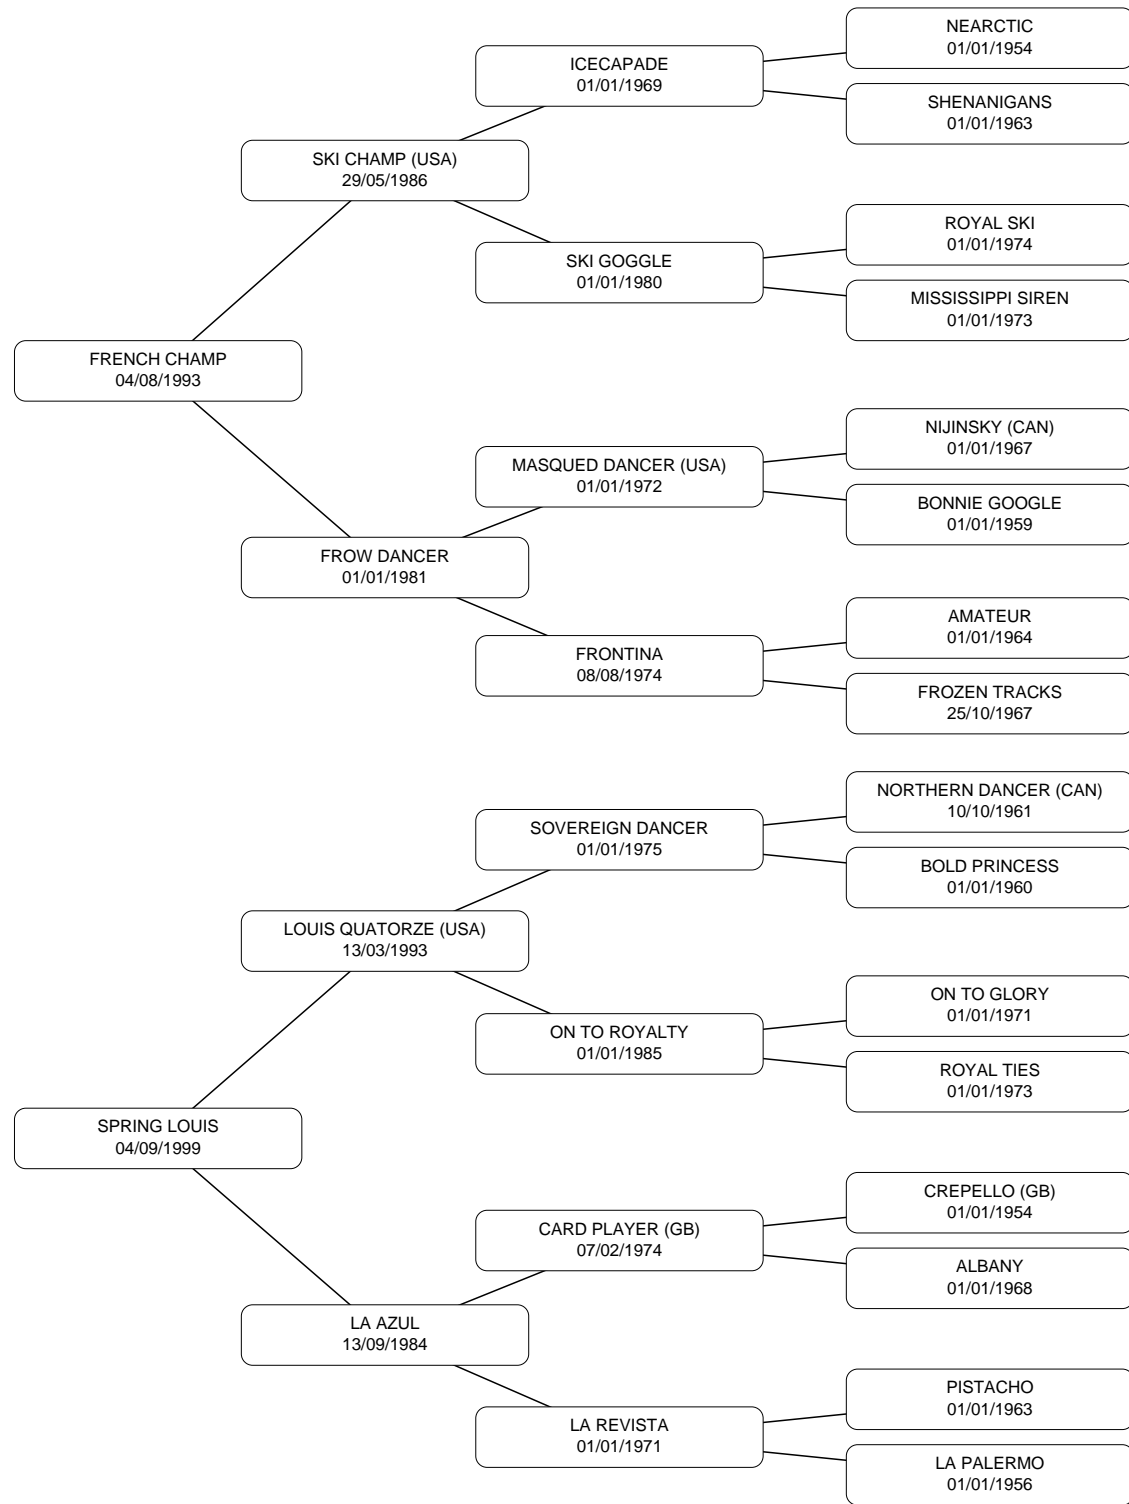 NEARCTIC
01/01/1954
ICECAPADE
01/01/1969
SHENANIGANS
01/01/1963
SKI CHAMP (USA)
29/05/1986
ROYAL SKI
01/01/1974
SKI GOGGLE
01/01/1980
MISSISSIPPI SIREN
01/01/1973
FRENCH CHAMP
04/08/1993
NIJINSKY (CAN)
01/01/1967
MASQUED DANCER (USA)
01/01/1972
BONNIE GOOGLE
01/01/1959
FROW DANCER
01/01/1981
AMATEUR
01/01/1964
FRONTINA
08/08/1974
FROZEN TRACKS
25/10/1967
NORTHERN DANCER (CAN)
10/10/1961
SOVEREIGN DANCER
01/01/1975
BOLD PRINCESS
01/01/1960
LOUIS QUATORZE (USA)
13/03/1993
ON TO GLORY
01/01/1971
ON TO ROYALTY
01/01/1985
ROYAL TIES
01/01/1973
SPRING LOUIS
04/09/1999
CREPELLO (GB)
01/01/1954
CARD PLAYER (GB)
07/02/1974
ALBANY
01/01/1968
LA AZUL
13/09/1984
PISTACHO
01/01/1963
LA REVISTA
01/01/1971
LA PALERMO
01/01/1956